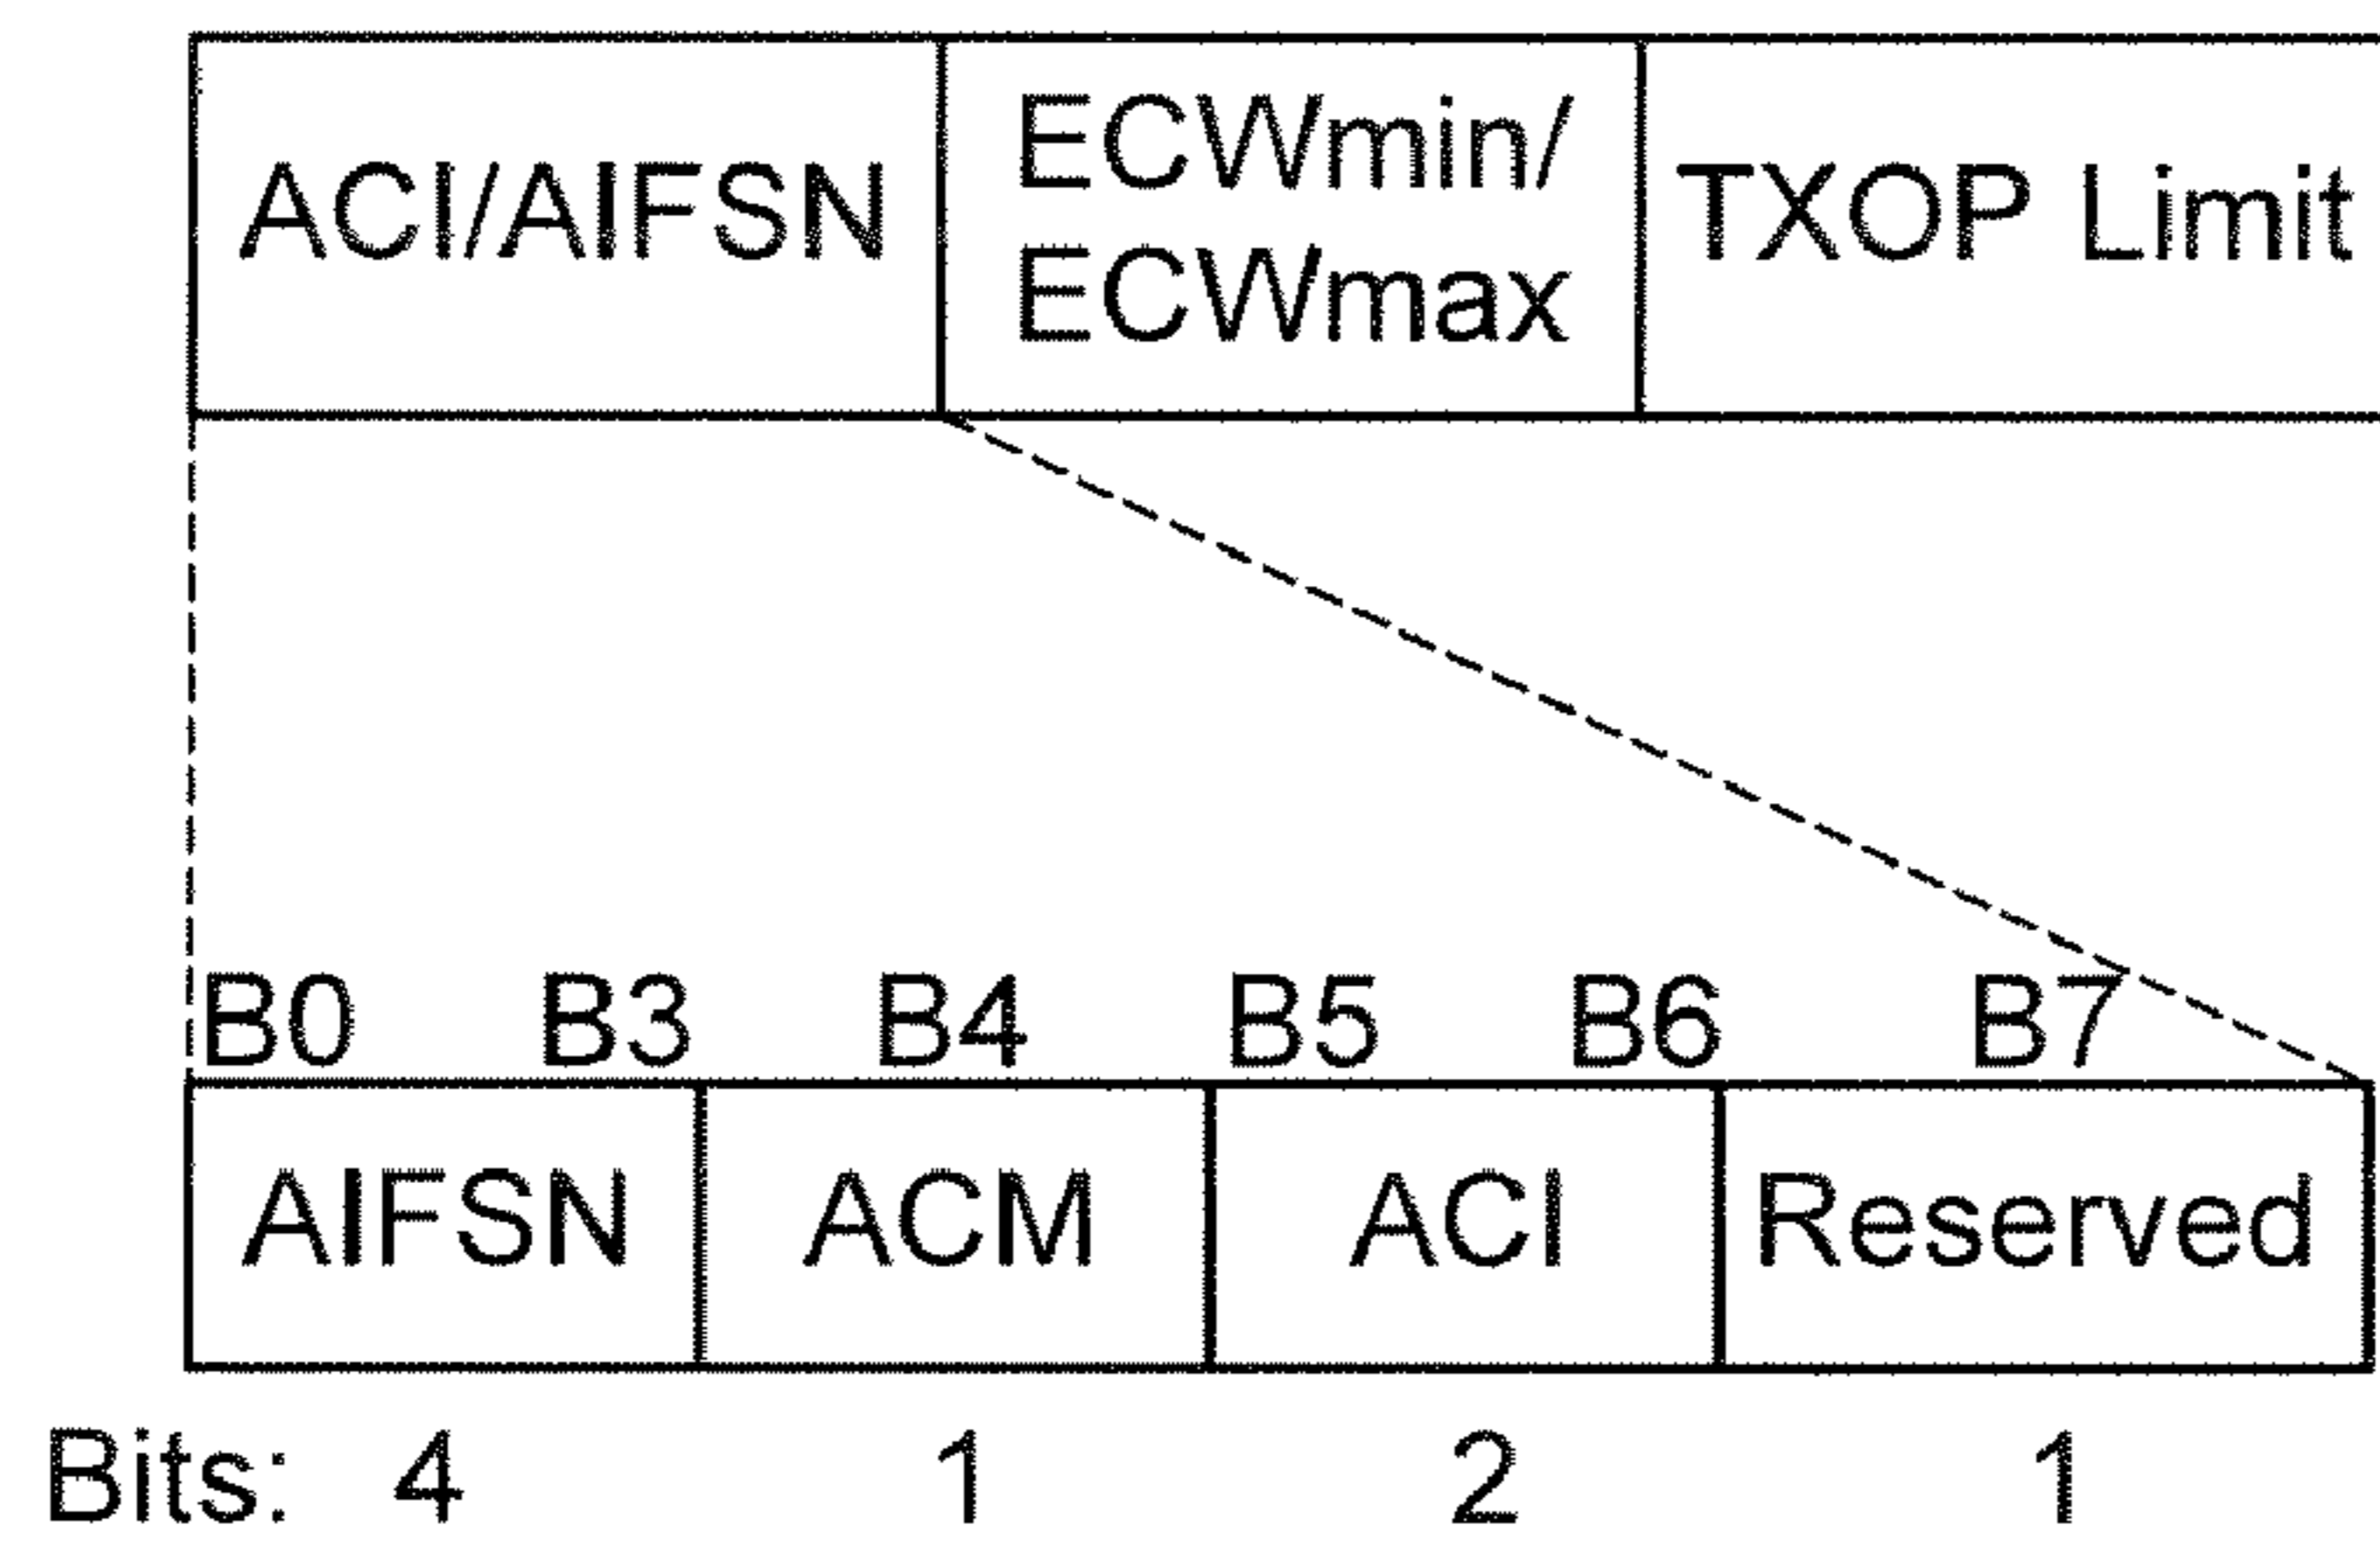 ACI/AIFSN ECWmin/ TXOP Limit
ECWmax
B0 B3 B4 B5 B6 B7
AIFSN ACM ACI Reserved
Bits: 4 1 2 1